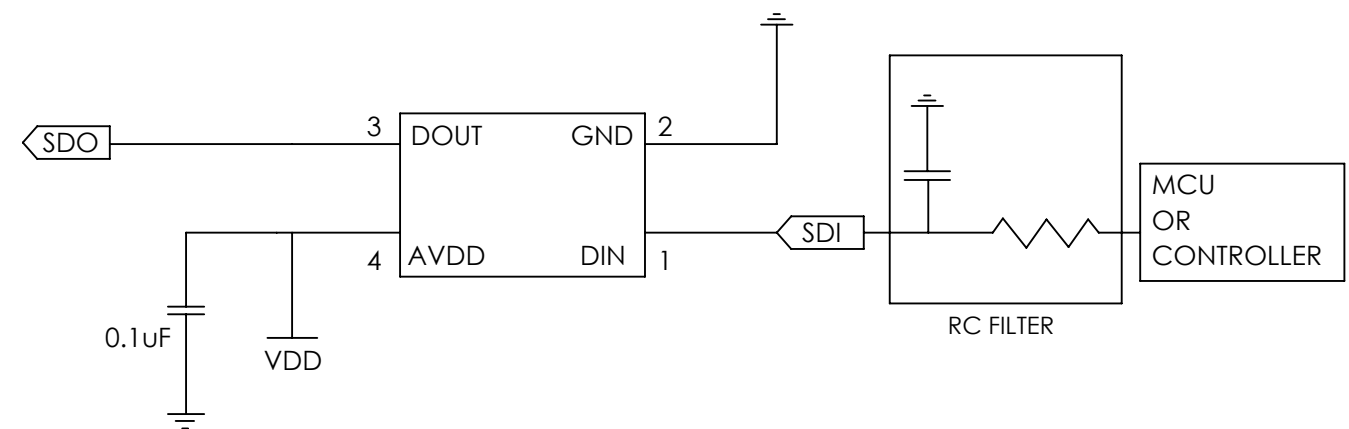 SDO
3
DOUT
GND
2
4
AVDD
DIN
1
SDI
MCU
OR
CONTROLLER
0.1uF
VDD
RC FILTER